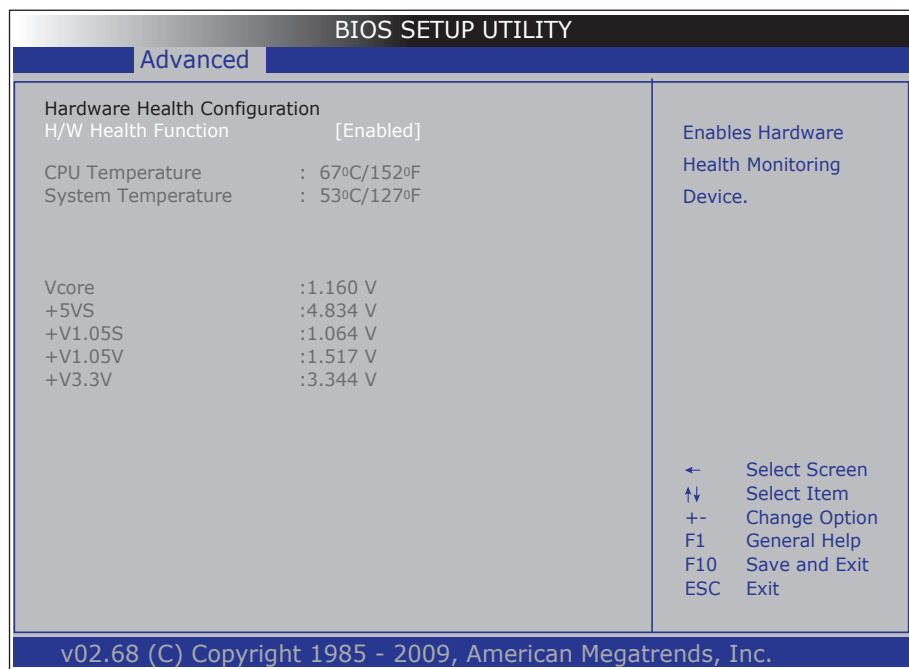 BIOS SETUP UTILITY
Advanced
Hardware Health Configuration
H/W Health Function [Enabled]
CPU Temperature : 67ºC/152ºF
System Temperature : 53ºC/127ºF
Vcore :1.160 V
+5VS :4.834 V
+V1.05S :1.064 V
+V1.05V :1.517 V
+V3.3V :3.344 V
Enables Hardware
Health Monitoring
Device.
← Select Screen
↑↓ Select Item
+- Change Option
F1 General Help
F10 Save and Exit
ESC Exit
v02.68 (C) Copyright 1985 - 2009, American Megatrends, Inc.